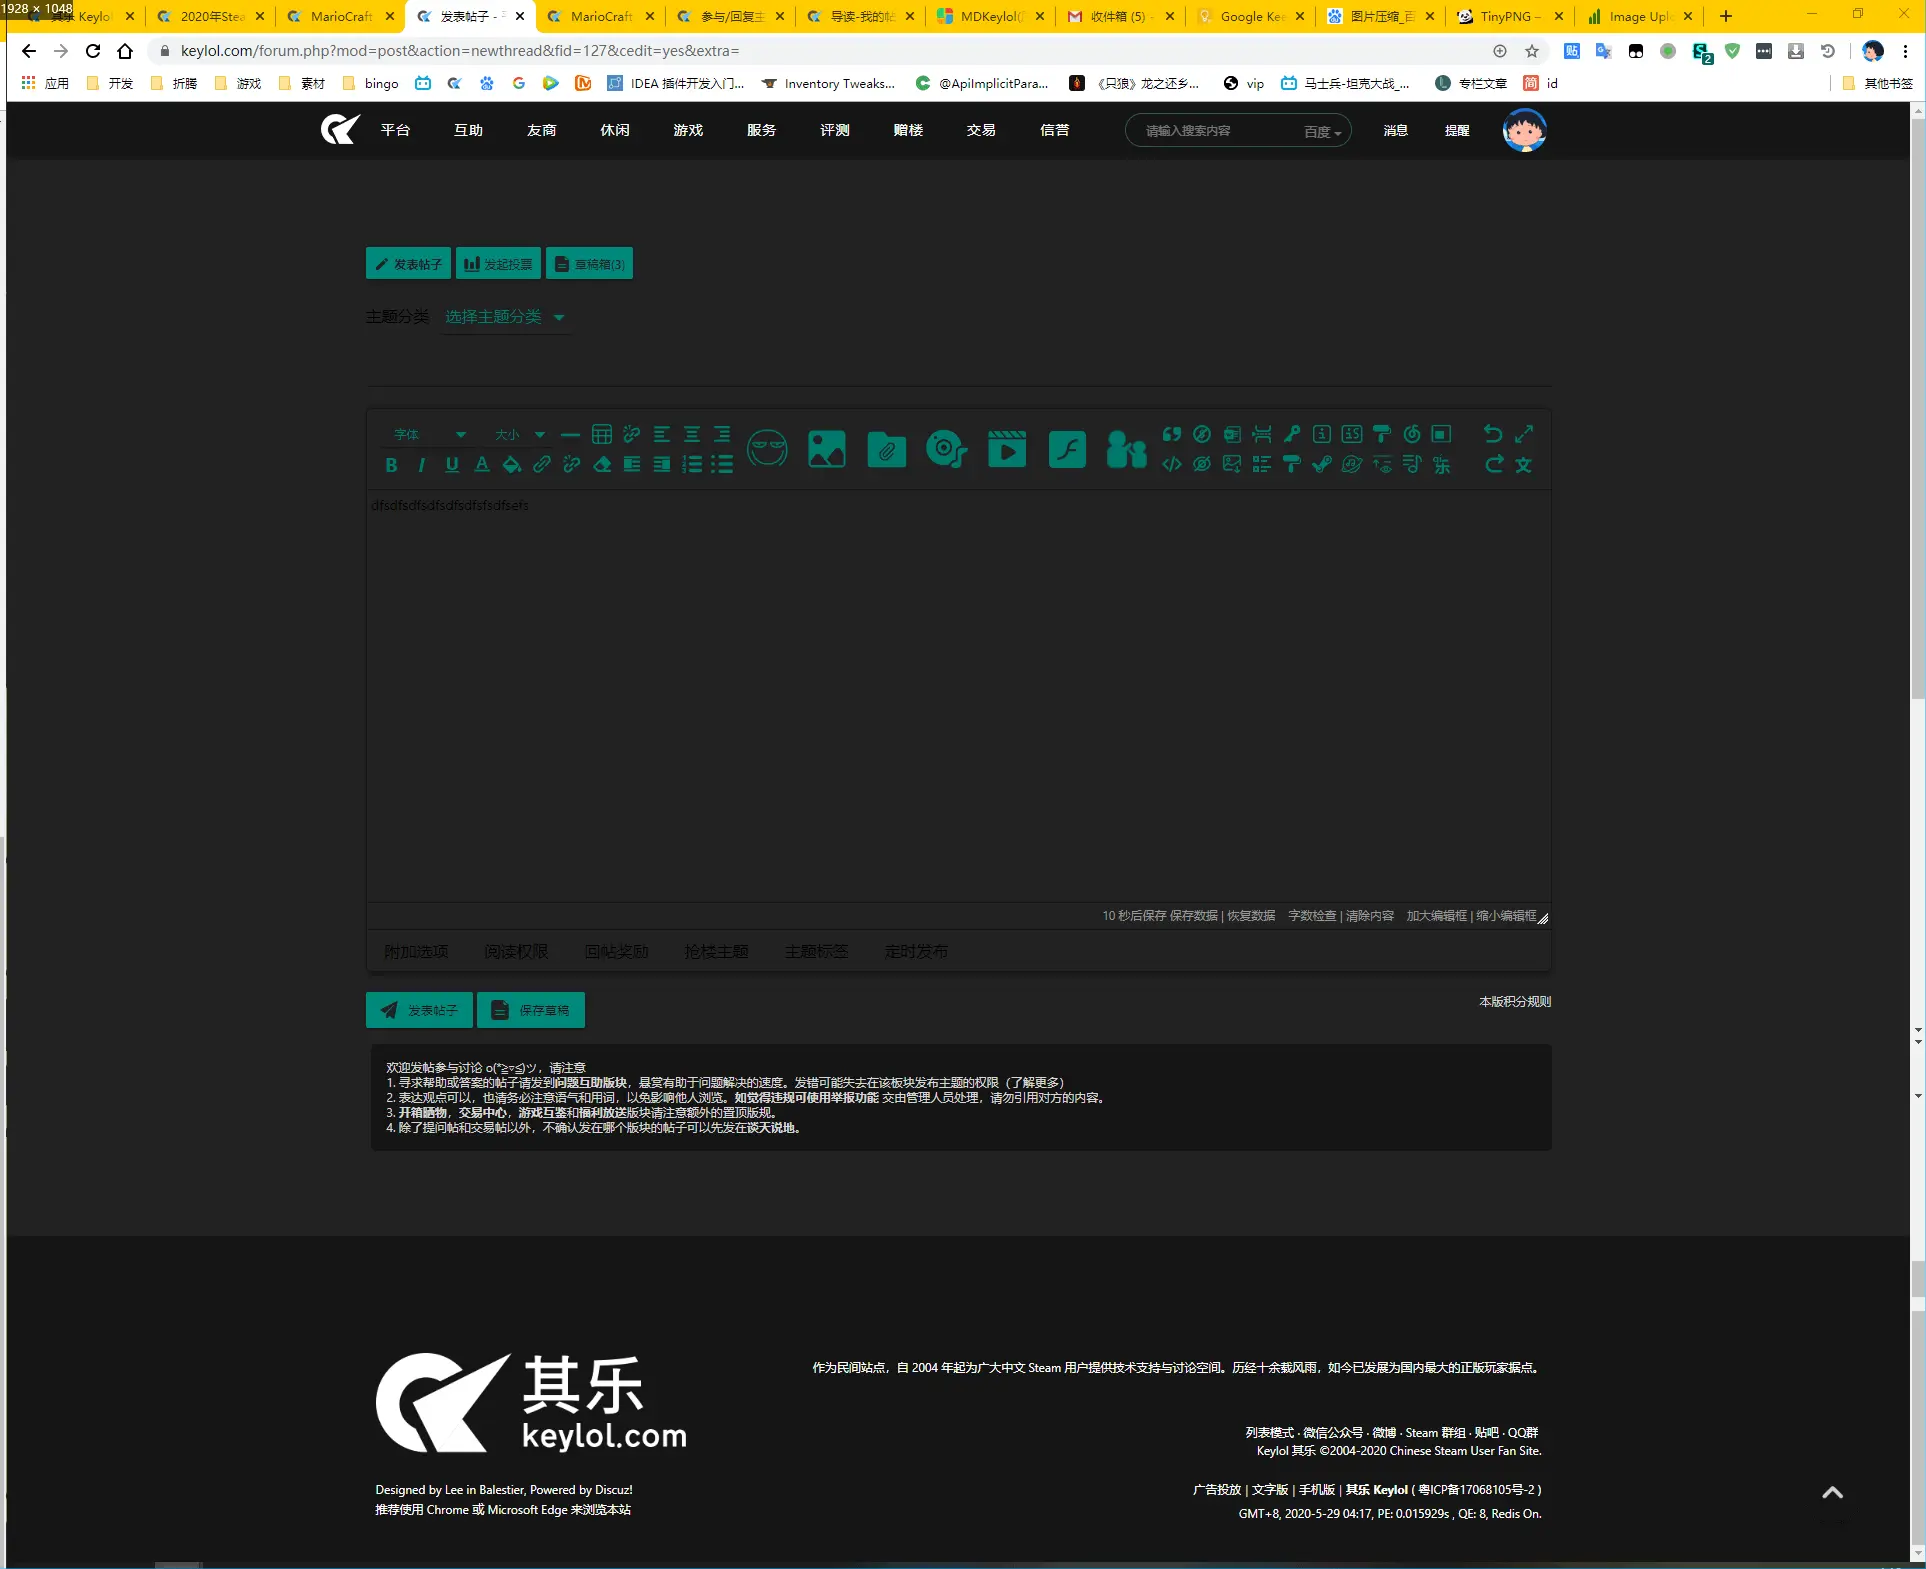 1928 × 1048
其乐 Keylol
2020年Stea
MarioCraft
发表帖子 -
MarioCraft
参与/回复主
导读-我的帖
MDKeylol(
收件箱 (5) -
Google Kee
图片压缩_百
TinyPNG –
Image Uplo
keylol.com/forum.php?mod=post&action=newthread&fid=127&cedit=yes&extra=
应用 开发 折腾 游戏 素材 bingo IDEA 插件开发入门,... Inventory Tweaks... @ApiImplicitPara... 《只狼》龙之还乡... vip 马士兵-坦克大战_... 专栏文章 id 其他书签
平台 互助 友商 休闲 游戏 服务 评测 赠楼 交易 信誉 请输入搜索内容 百度 消息 提醒
发表帖子 发起投票 草稿箱(3)
主题分类 选择主题分类
字体 大小
B I U A
dfsdfsdfsdfsdfsdfsfsdfsefs
10 秒后保存 保存数据 | 恢复数据 字数检查 | 清除内容 加大编辑框 | 缩小编辑框
附加选项 阅读权限 回帖奖励 抢楼主题 主题标签 定时发布
发表帖子 保存草稿 本版积分规则
欢迎发帖参与讨论 o(*≧▽≦)ツ，请注意
1. 寻求帮助或答案的帖子请发到问题互助版块，悬赏有助于问题解决的速度。发错可能失去在该板块发布主题的权限（了解更多）
2. 表达观点可以，也请务必注意语气和用词，以免影响他人浏览。如觉得违规可使用举报功能 交由管理人员处理，请勿引用对方的内容。
3. 开箱晒物，交易中心，游戏互鉴和福利放送版块请注意额外的置顶版规。
4. 除了提问帖和交易帖以外，不确认发在哪个版块的帖子可以先发在谈天说地。
其乐
keylol.com
作为民间站点，自 2004 年起为广大中文 Steam 用户提供技术支持与讨论空间。历经十余载风雨，如今已发展为国内最大的正版玩家据点。
列表模式 · 微信公众号 · 微博 · Steam 群组 · 贴吧 · QQ群
Keylol 其乐 ©2004-2020 Chinese Steam User Fan Site.
Designed by Lee in Balestier, Powered by Discuz!
推荐使用 Chrome 或 Microsoft Edge 来浏览本站
广告投放 | 文字版 | 手机版 | 其乐 Keylol ( 粤ICP备17068105号-2 )
GMT+8, 2020-5-29 04:17, PE: 0.015929s , QE: 8, Redis On.